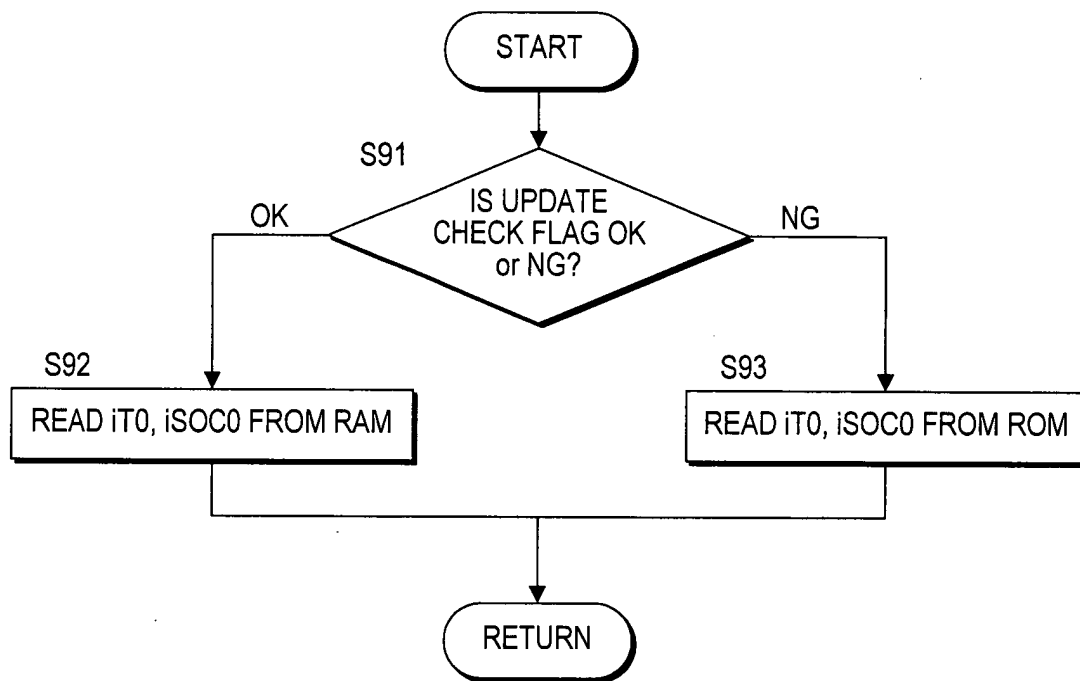 START
S91
IS UPDATE
CHECK FLAG OK
or NG?
OK
NG
S92
READ iT0, iSOC0 FROM RAM
S93
READ iT0, iSOC0 FROM ROM
RETURN